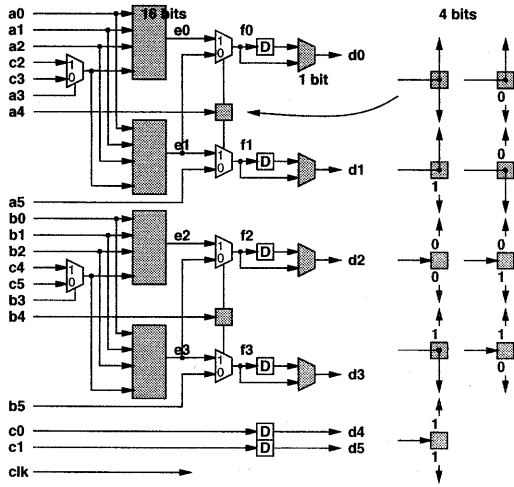 a0 16 bits e0 f0 4 bits
a1 1 D
a2 0 d0
c2 1 1 bit
c3 0
a3 0
a4
e1 f1 0
1 D
0 d1
1
a5
b0
b1 e2 f2 0 0
b2 1 D d2
c4 1 0 0 1
c5 0
b3
b4
1 1
e3 f3
1 D 0
0 d3
b5
1
c0 D d4
c1 D d5
1
clk